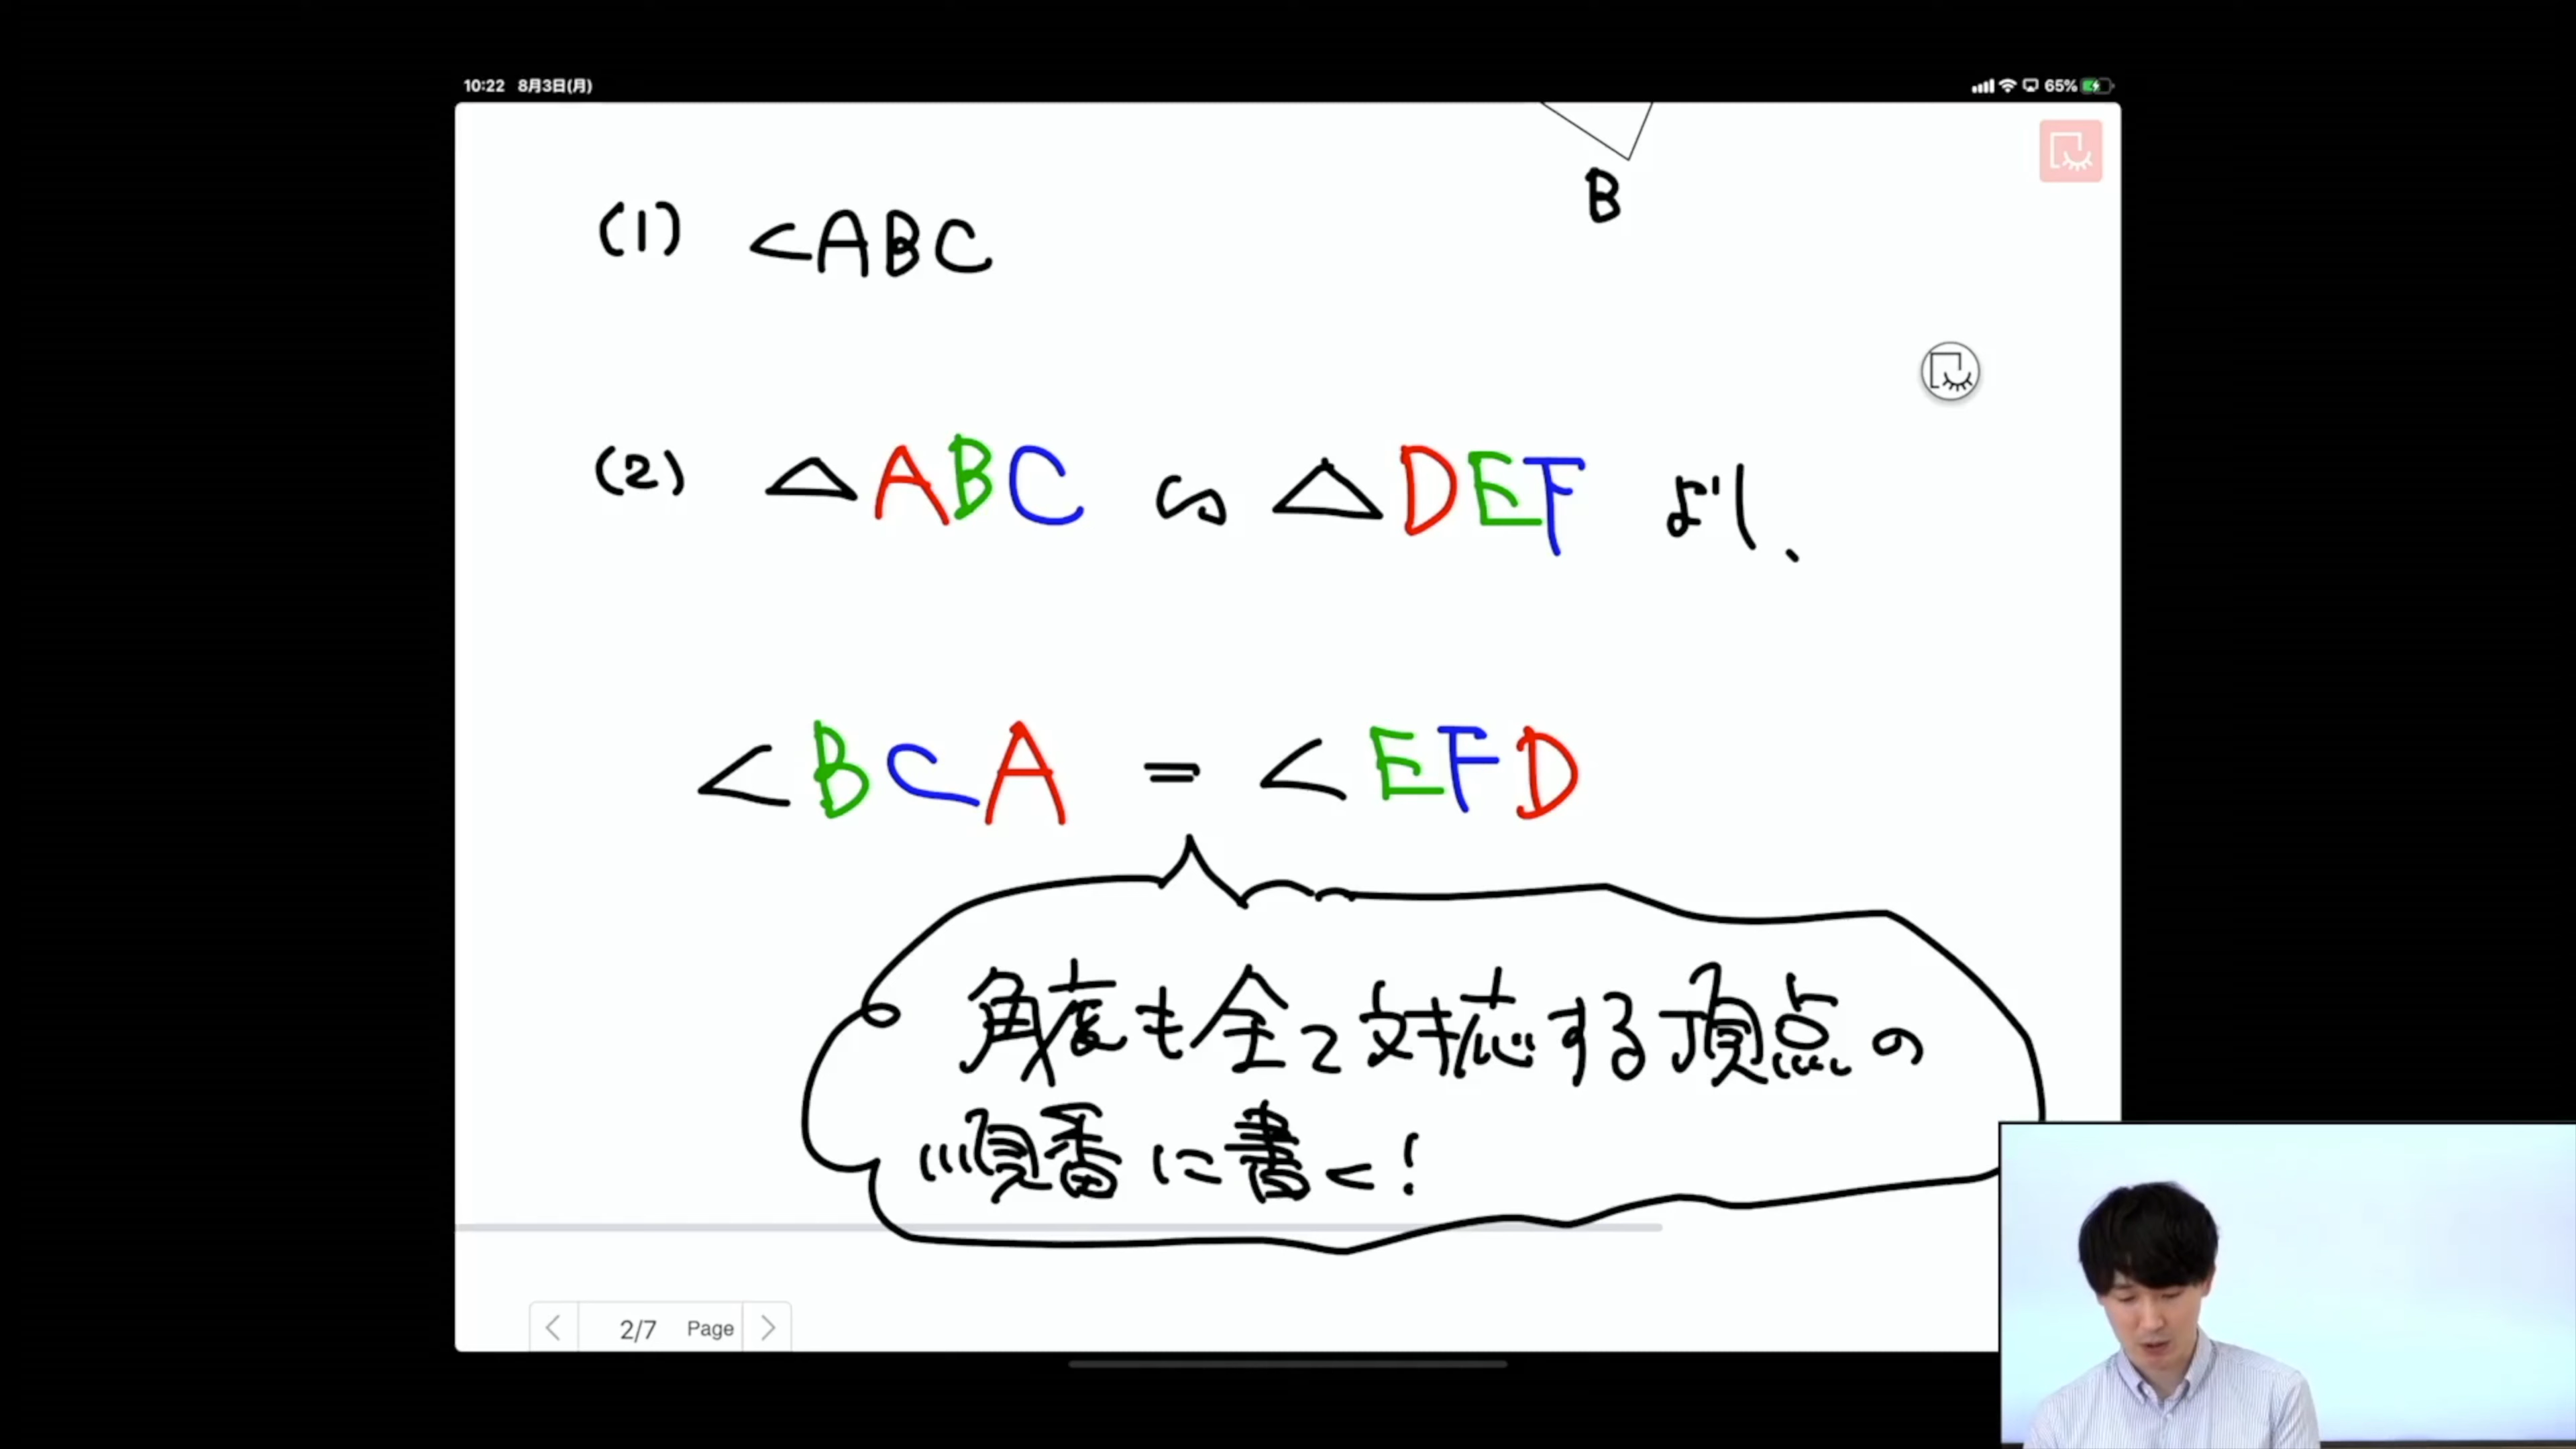 10:22 8月3日(月)
65%
B
(1) <ABC
(2) △ABC ∽ △DEF より、
<BCA = <EFD
角度も全て対応する頂点の
順番に書く!
2/7 Page